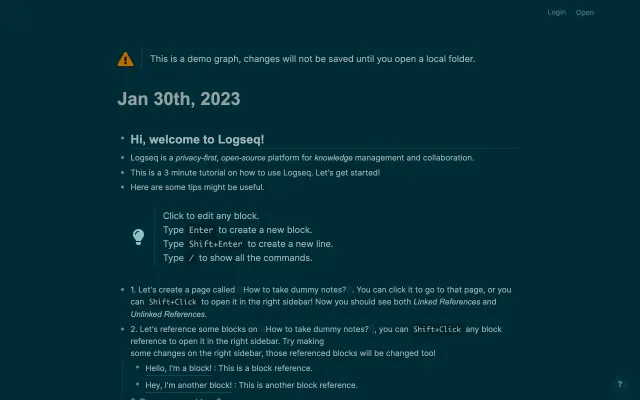 Login Open
This is a demo graph, changes will not be saved until you open a local folder.
Jan 30th, 2023
Hi, welcome to Logseq!
Logseq is a privacy-first, open-source platform for knowledge management and collaboration.
This is a 3 minute tutorial on how to use Logseq. Let's get started!
Here are some tips might be useful.
Click to edit any block.
Type Enter to create a new block.
Type Shift+Enter to create a new line.
Type / to show all the commands.
1. Let's create a page called How to take dummy notes? . You can click it to go to that page, or you
can Shift+Click to open it in the right sidebar! Now you should see both Linked References and
Unlinked References.
2. Let's reference some blocks on How to take dummy notes? , you can Shift+Click any block
reference to open it in the right sidebar. Try making
some changes on the right sidebar, those referenced blocks will be changed too!
Hello, I'm a block! : This is a block reference.
Hey, I'm another block! : This is another block reference.
?